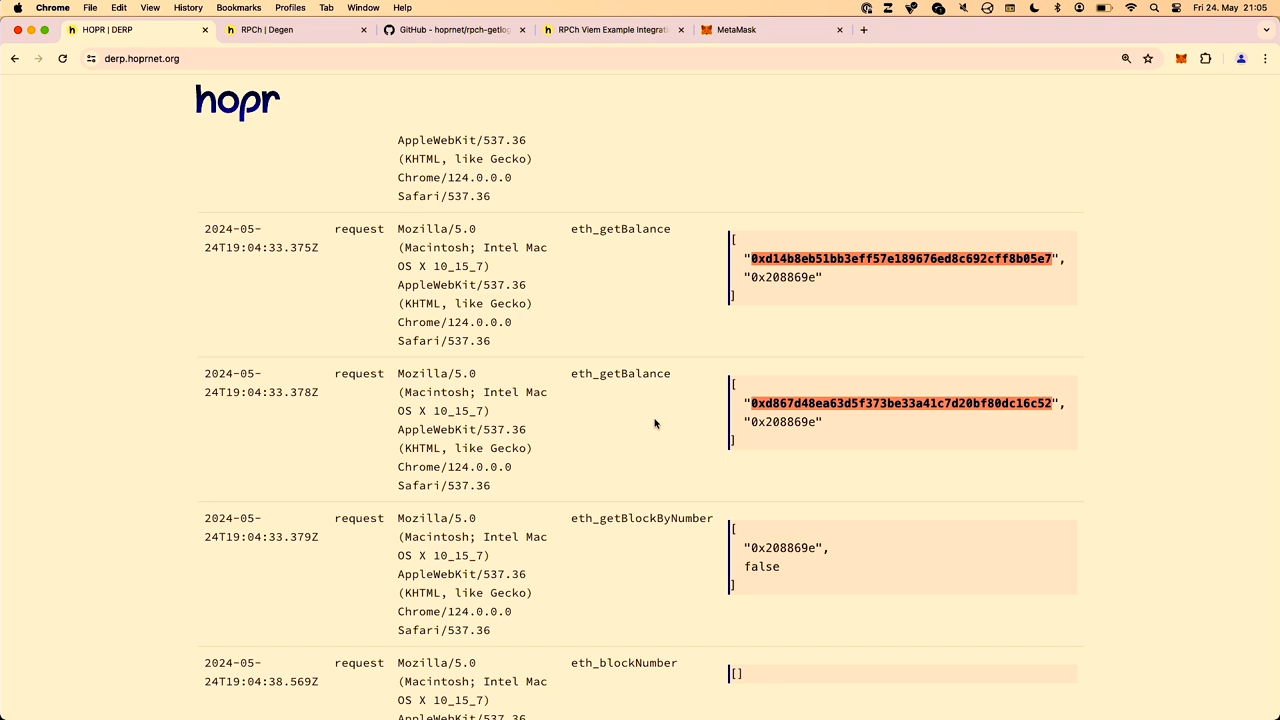 Chrome File Edit View History Bookmarks Profiles Tab Window Help Fri 24. May 21:05
HOPR | DERP
RPCh | Degen
GitHub - hoprnet/rpch-getlog
RPCh Viem Example Integrati
MetaMask
derp.hoprnet.org
hopr
AppleWebKit/537.36
(KHTML, like Gecko)
Chrome/124.0.0.0
Safari/537.36
2024-05-
24T19:04:33.375Z
request
Mozilla/5.0
(Macintosh; Intel Mac
OS X 10_15_7)
AppleWebKit/537.36
(KHTML, like Gecko)
Chrome/124.0.0.0
Safari/537.36
eth_getBalance
[
"0xd14b8eb51bb3eff57e189676ed8c692cff8b05e7",
"0x208869e"
]
2024-05-
24T19:04:33.378Z
request
Mozilla/5.0
(Macintosh; Intel Mac
OS X 10_15_7)
AppleWebKit/537.36
(KHTML, like Gecko)
Chrome/124.0.0.0
Safari/537.36
eth_getBalance
[
"0xd867d48ea63d5f373be33a41c7d20bf80dc16c52",
"0x208869e"
]
2024-05-
24T19:04:33.379Z
request
Mozilla/5.0
(Macintosh; Intel Mac
OS X 10_15_7)
AppleWebKit/537.36
(KHTML, like Gecko)
Chrome/124.0.0.0
Safari/537.36
eth_getBlockByNumber
[
"0x208869e",
false
]
2024-05-
24T19:04:38.569Z
request
Mozilla/5.0
(Macintosh; Intel Mac
OS X 10_15_7)
AppleWebKit/537.36
eth_blockNumber
[]